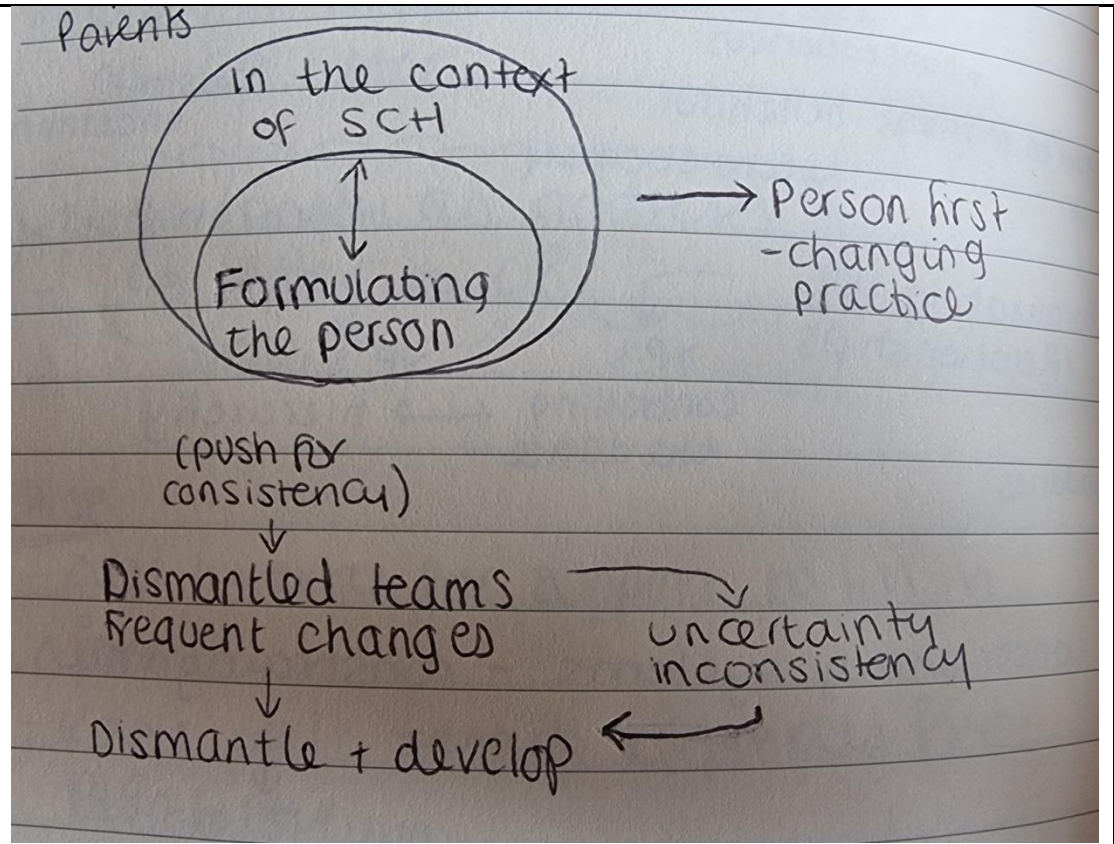 Parents
in the context
of SCH
Formulating
the person
Person first
-changing
practice
(push for
consistency)
Dismantled teams
frequent changes
uncertainty
inconsistency
Dismantle + develop